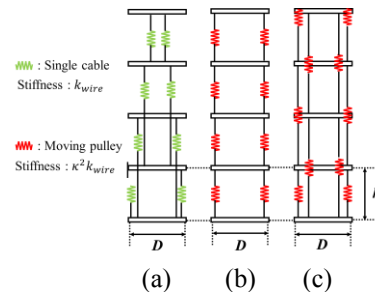 : Single cable
Stiffness : k_wire
: Moving pulley
Stiffness : κ²k_wire
D
D
D
(a)
(b)
(c)